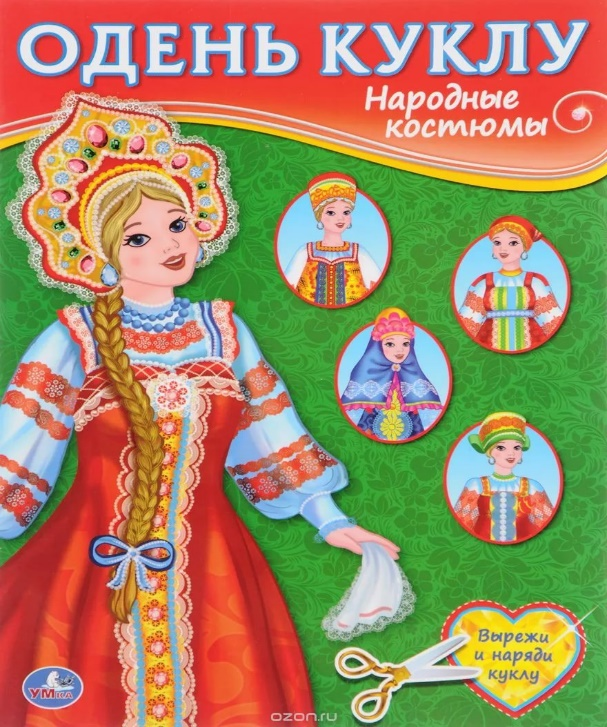 ОДЕНЬ КУКЛУ
Народные
костюмы
Вырежи
и наряди
куклу
УМка
ozon.ru